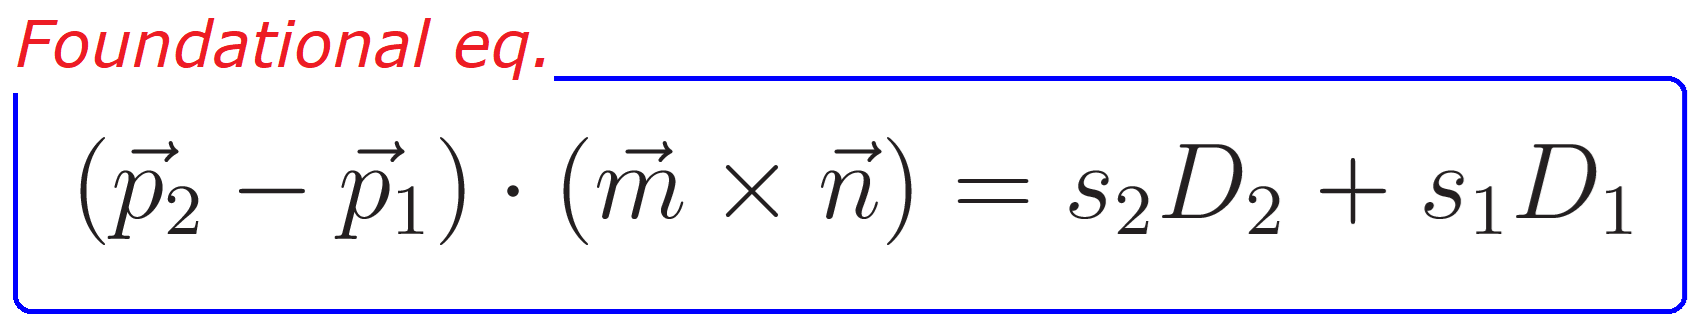 Foundational eq.
(p⃗₂ − p⃗₁) · (m⃗ × n⃗) = s₂D₂ + s₁D₁